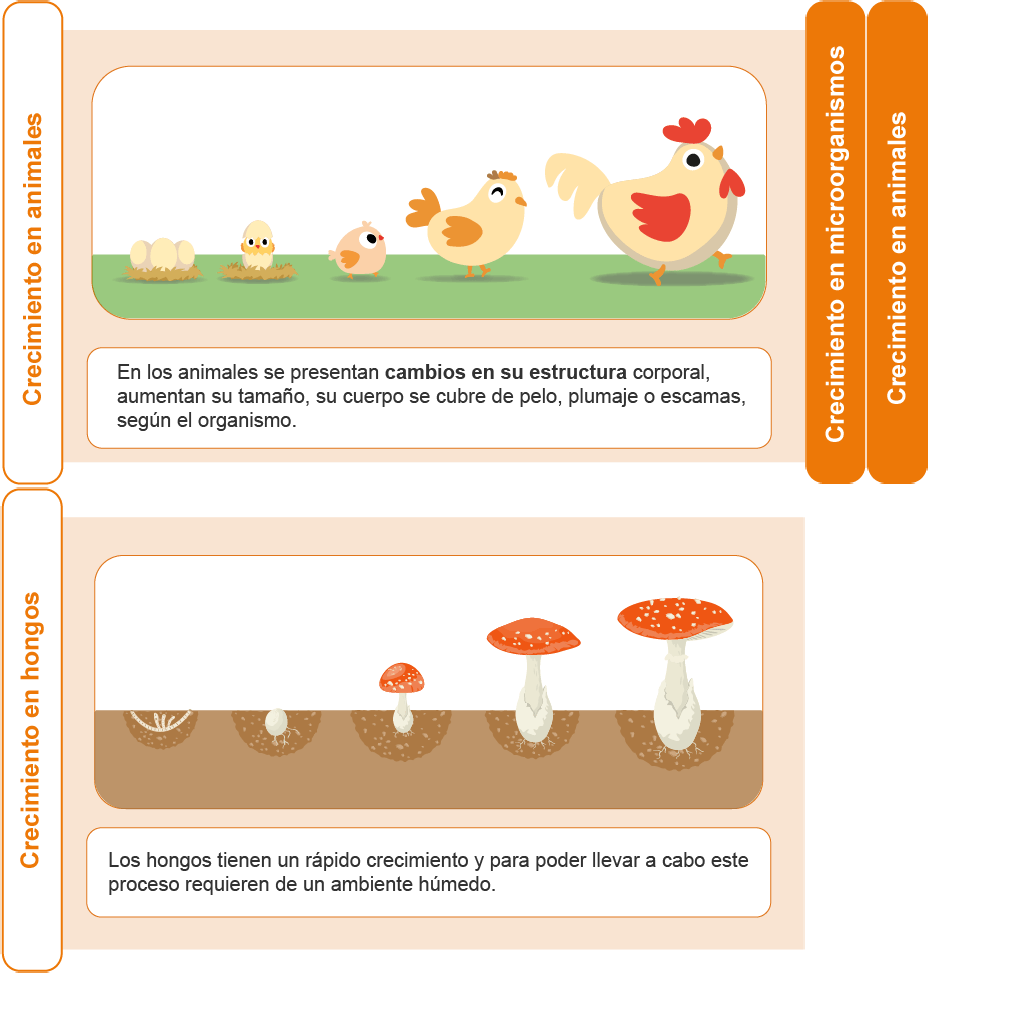 Crecimiento en animales
En los animales se presentan cambios en su estructura corporal,
aumentan su tamaño, su cuerpo se cubre de pelo, plumaje o escamas,
según el organismo.
Crecimiento en microorganismos
Crecimiento en animales
Crecimiento en hongos
Los hongos tienen un rápido crecimiento y para poder llevar a cabo este
proceso requieren de un ambiente húmedo.